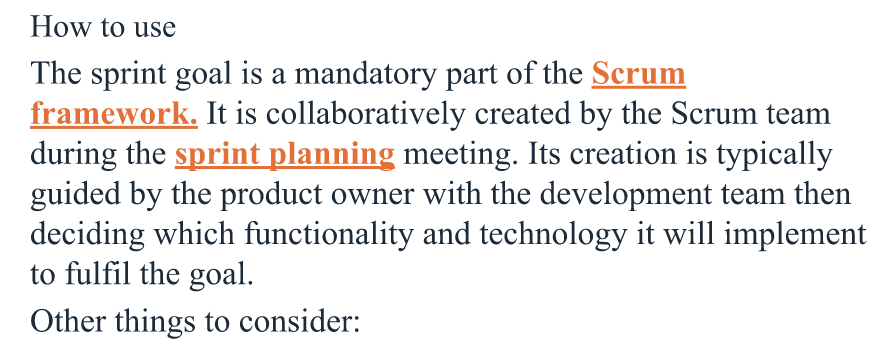 How to use
The sprint goal is a mandatory part of the Scrum
framework. It is collaboratively created by the Scrum team
during the sprint planning meeting. Its creation is typically
guided by the product owner with the development team then
deciding which functionality and technology it will implement
to fulfil the goal.
Other things to consider: